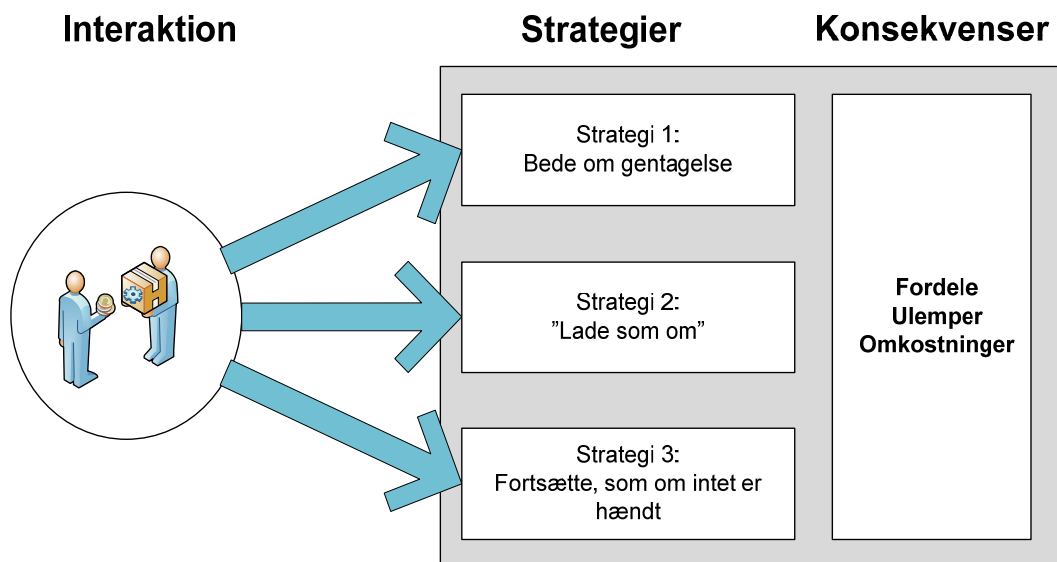 Interaktion
Strategier
Konsekvenser
Strategi 1:
Bede om gentagelse
Strategi 2:
”Lade som om”
Strategi 3:
Fortsætte, som om intet er
hændt
Fordele
Ulemper
Omkostninger